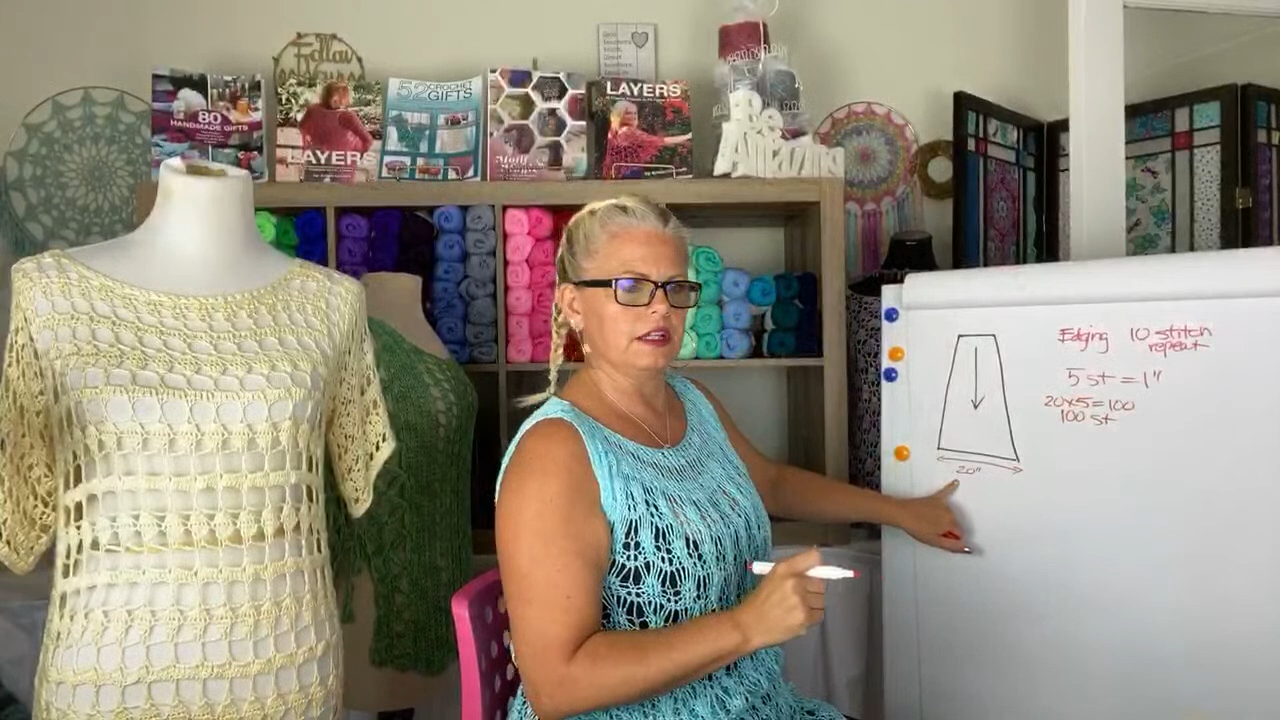 Follow
80
HANDMADE GIFTS
LAYERS
52 CROCHET
GIFTS
LAYERS
Be
Amazing
Edging 10 stitch
repeat
5 st = 1"
20x5=100
100 st
20"